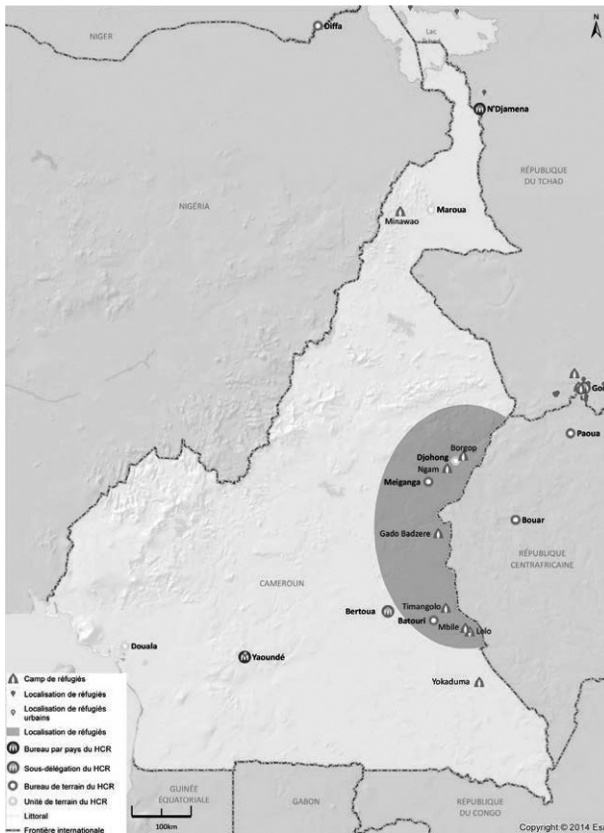 NIGER
Diffa
Lac
Tchad
N
N'Djamena
RÉPUBLIQUE
DU TCHAD
NIGÉRIA
Maroua
Minawao
Paoua
Borgop
Djohong
Ngam
Meiganga
Bouar
Gado Badzere
RÉPUBLIQUE
CENTRAFRICAINE
CAMEROUN
Timangolo
Bertoua
Batouri
Mbile
Lolo
Douala
Yaoundé
Yokaduma
Camp de réfugiés
Localisation de réfugiés
Localisation de réfugiés
urbains
Localisation de réfugiés
Bureau par pays du HCR
Sous-délégation du HCR
Bureau de terrain du HCR
Unité de terrain du HCR
Littoral
Frontière internationale
GUINÉE
ÉQUATORIALE
GABON
RÉPUBLIQUE
DU CONGO
100km
Copyright:© 2014 Es